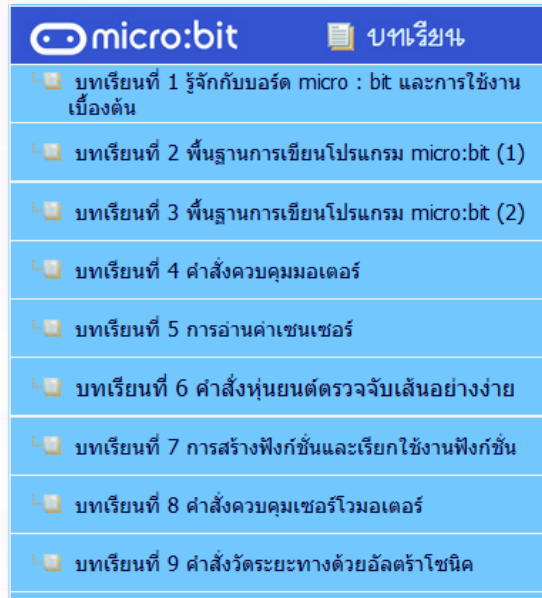 micro:bit บทเรียน
บทเรียนที่ 1 รู้จักกับบอร์ด micro : bit และการใช้งาน
เบื้องต้น
บทเรียนที่ 2 พื้นฐานการเขียนโปรแกรม micro:bit (1)
บทเรียนที่ 3 พื้นฐานการเขียนโปรแกรม micro:bit (2)
บทเรียนที่ 4 คำสั่งควบคุมมอเตอร์
บทเรียนที่ 5 การอ่านค่าเซนเซอร์
บทเรียนที่ 6 คำสั่งหุ่นยนต์ตรวจจับเส้นอย่างง่าย
บทเรียนที่ 7 การสร้างฟังก์ชั่นและเรียกใช้งานฟังก์ชั่น
บทเรียนที่ 8 คำสั่งควบคุมเซอร์โวมอเตอร์
บทเรียนที่ 9 คำสั่งวัดระยะทางด้วยอัลตร้าโซนิค